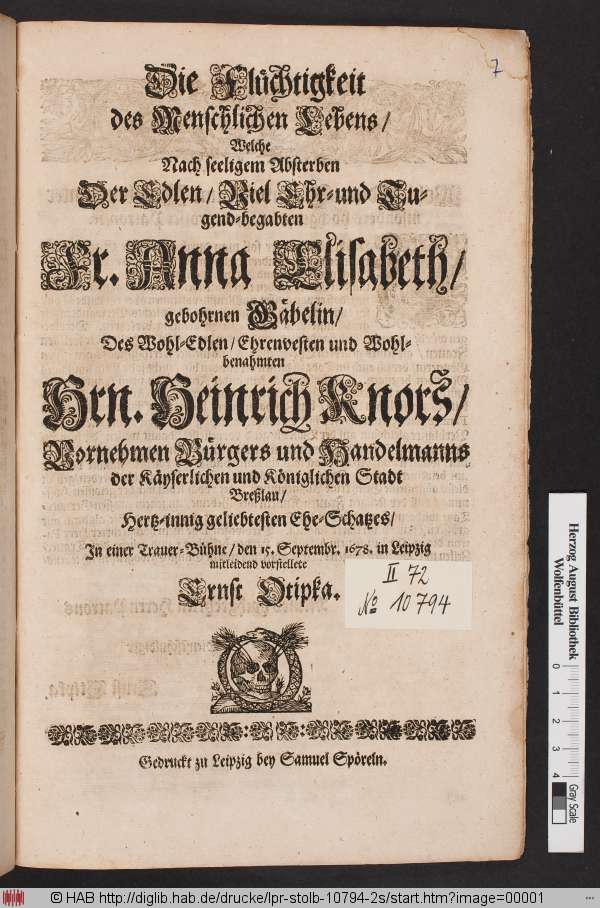 7
Die Flüchtigkeit
des Menschlichen Lebens/
Welche
Nach seeligem Absterben
Der Edlen/ Viel Ehr-und Tu-
gend-begabten
Fr. Anna Elisabeth/
gebohrnen Gäbelin/
Des Wohl-Edlen/ Ehrenvesten und Wohl-
benahmten
Hrn. Heinrich Knorß/
Vornehmen Bürgers und Handelmanns
der Käyserlichen und Königlichen Stadt
Breßlau/
Hertz-innig geliebtesten Ehe-Schatzes/
In einer Trauer-Bühne/ den 15. Septembr. 1678. in Leipzig
mitleidend vorstellete
Ernst Otipka.
II 72
No 10794
Gedruckt zu Leipzig bey Samuel Spöreln.
Herzog August Bibliothek
Wolfenbüttel
0 1 2 3 4
Gray Scale
© HAB http://diglib.hab.de/drucke/lpr-stolb-10794-2s/start.htm?image=00001